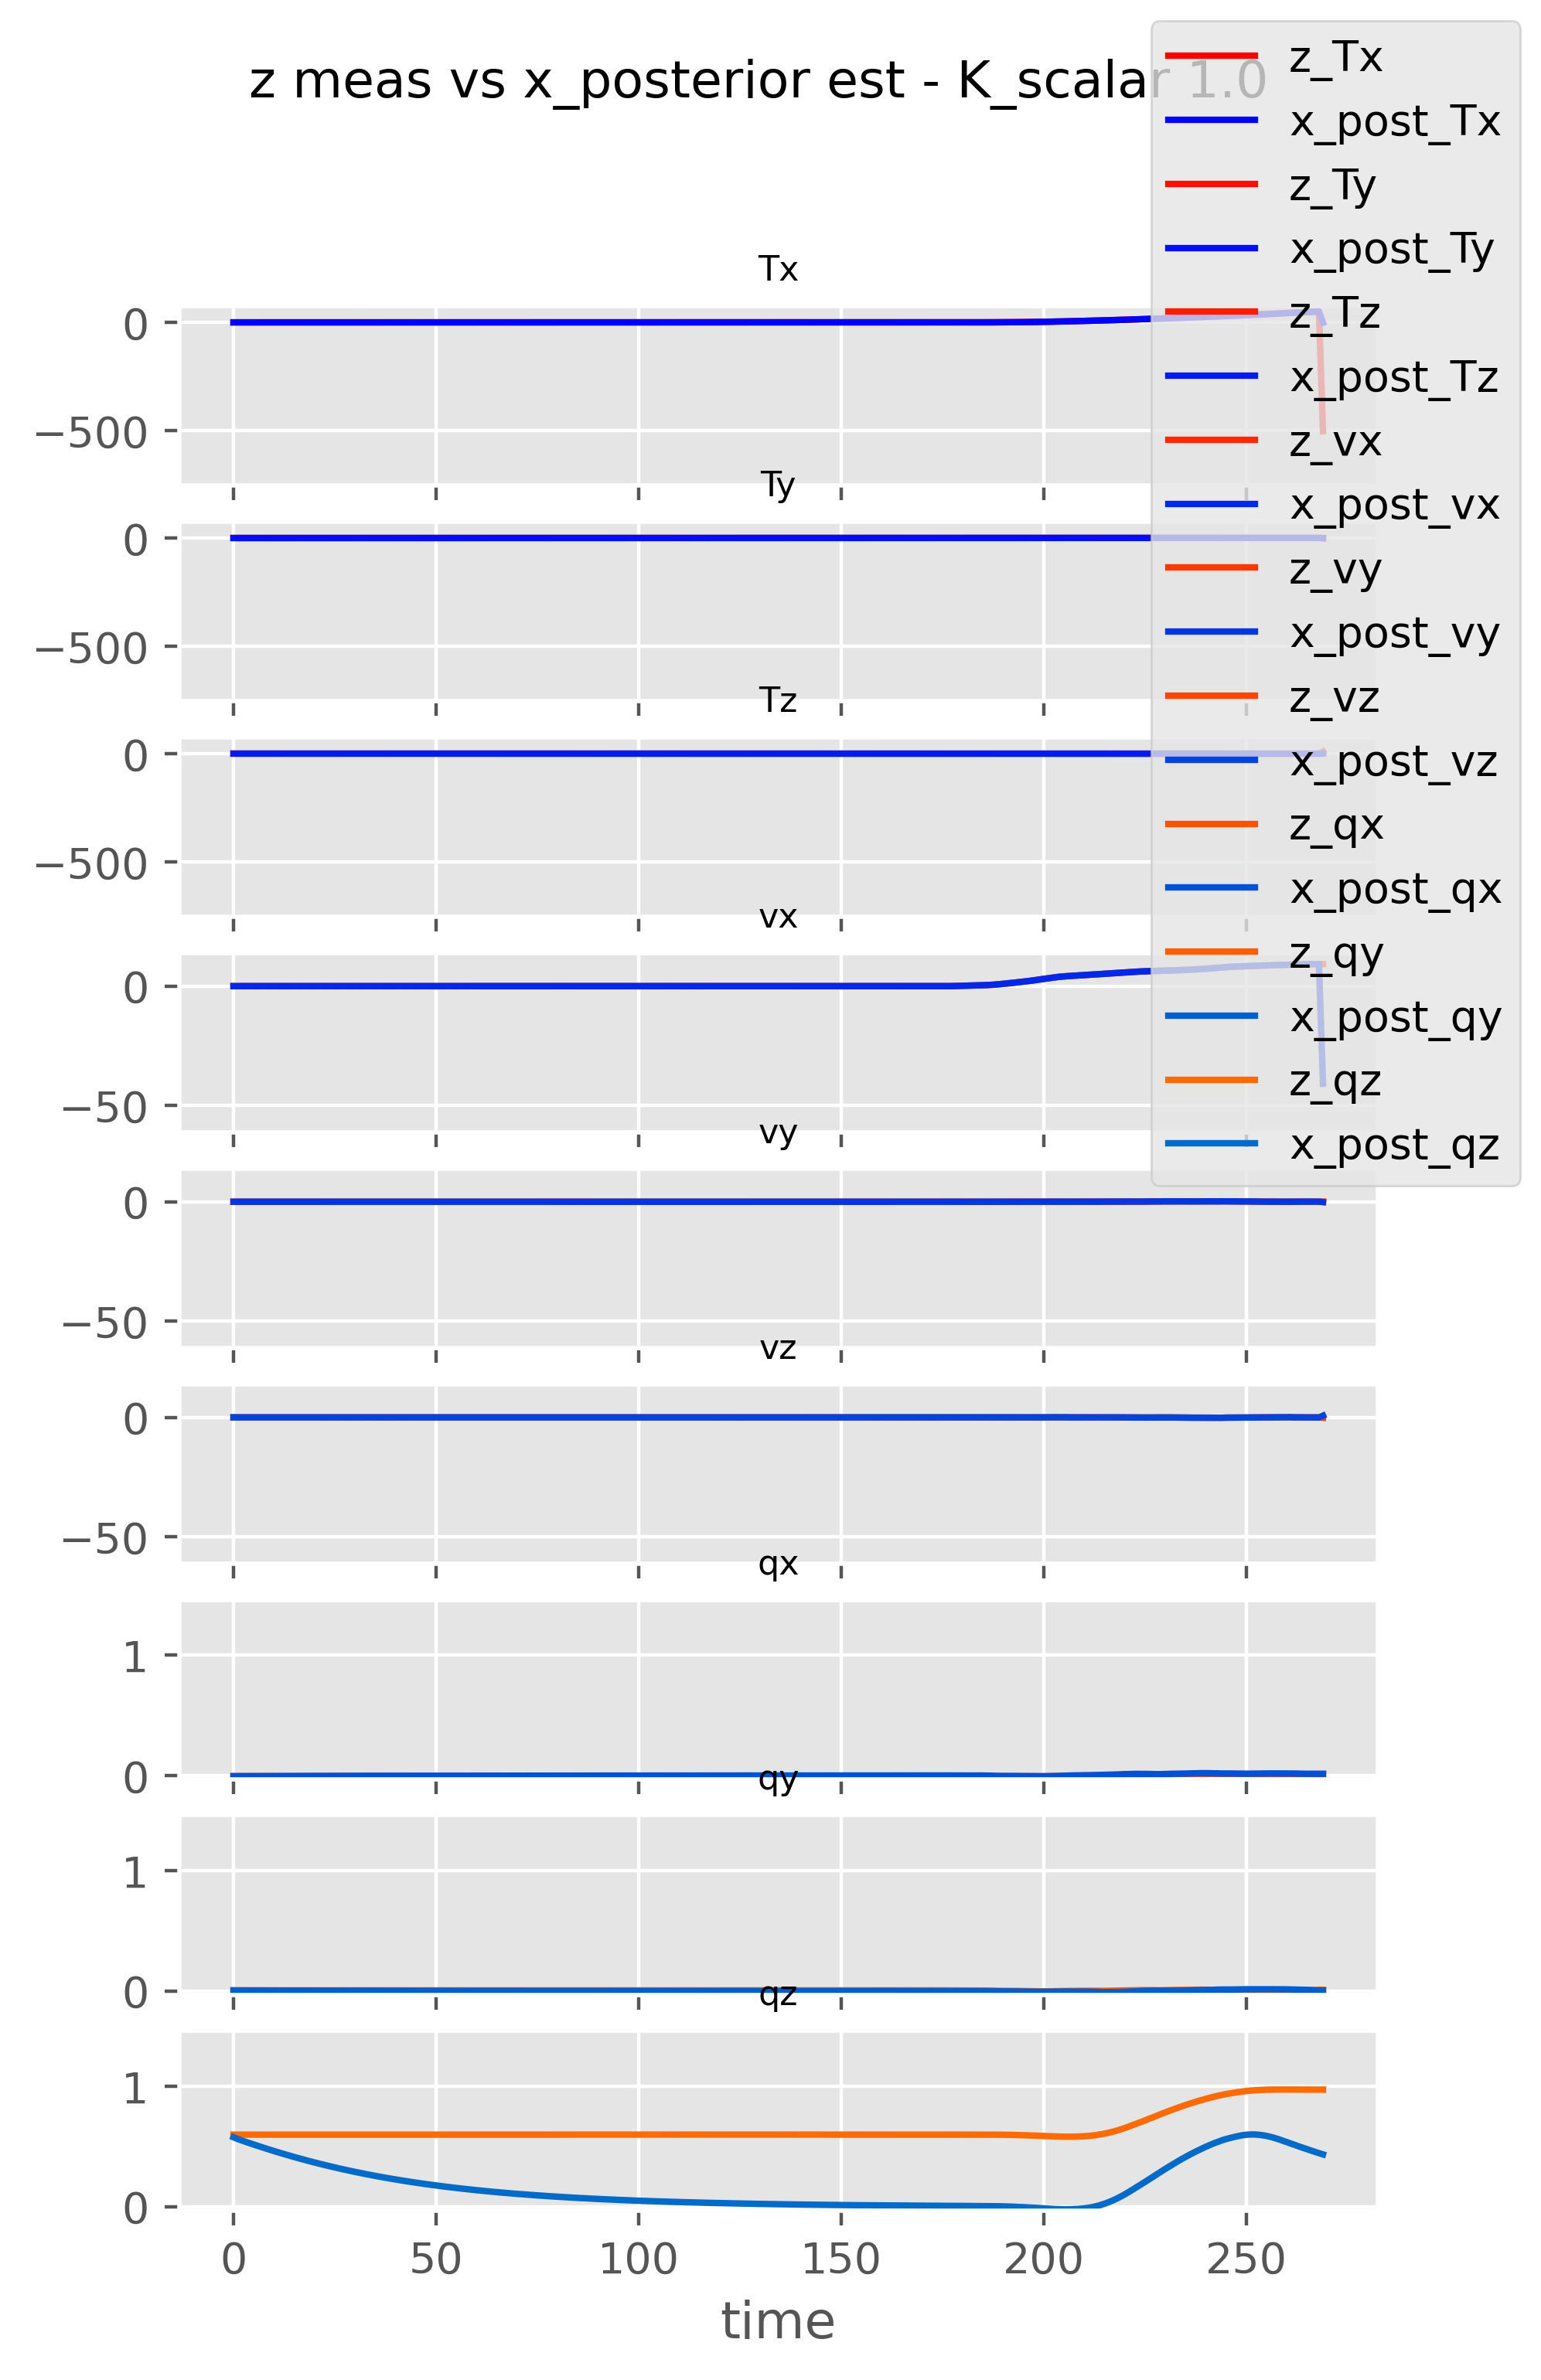 z meas vs x_posterior est - K_scalar 1.0
z_Tx
x_post_Tx
z_Ty
x_post_Ty
z_Tz
x_post_Tz
z_vx
x_post_vx
z_vy
x_post_vy
z_vz
x_post_vz
z_qx
x_post_qx
z_qy
x_post_qy
z_qz
x_post_qz
Tx
0
−500
Ty
0
−500
Tz
0
−500
vx
0
−50
vy
0
−50
vz
0
−50
qx
1
0
qy
1
0
qz
1
0
0 50 100 150 200 250
time